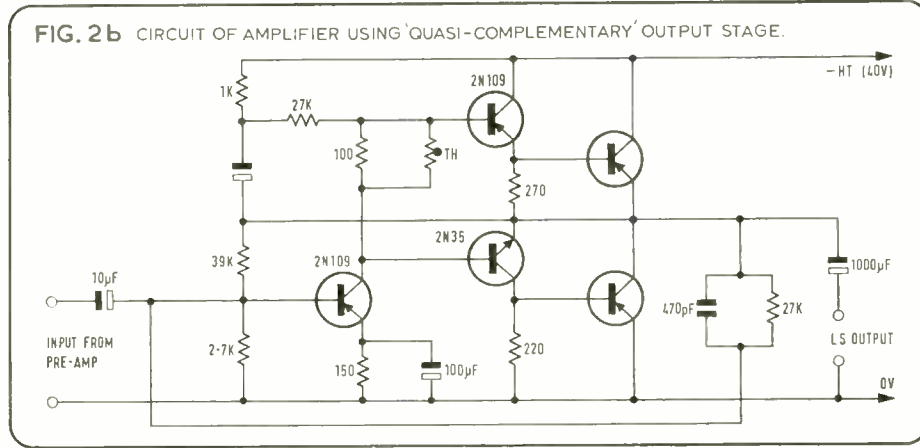 FIG. 2b CIRCUIT OF AMPLIFIER USING 'QUASI-COMPLEMENTARY' OUTPUT STAGE.
-HT (40V)
2N109
1K
27K
100
TH
270
2N35
39K
2N109
10µF
1000µF
470pF
27K
INPUT FROM
PRE-AMP
2·7K
150
100µF
220
LS OUTPUT
0V